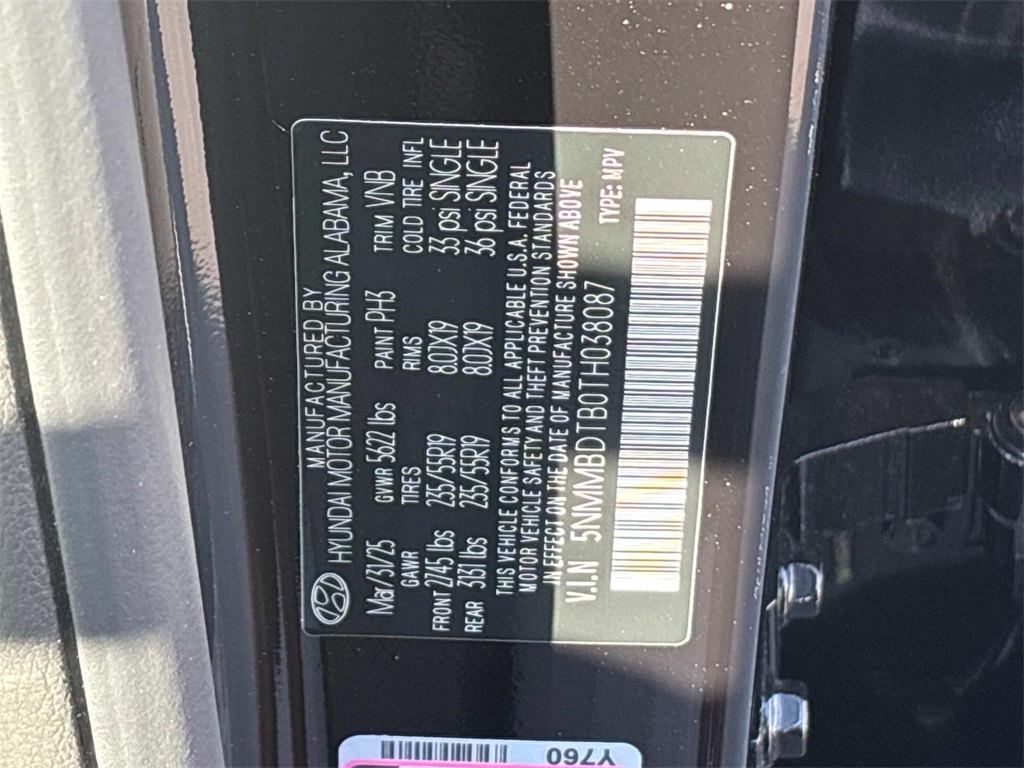 MANUFACTURED BY
HYUNDAI MOTOR MANUFACTURING ALABAMA, LLC
Mar/31/25 GVWR 5622 lbs PAINT PH3 TRIM VNB
GAWR TIRES RIMS COLD TIRE INFL
FRONT 2745 lbs 235/55R19 8.0JX19 33 psi SINGLE
REAR 3131 lbs 235/55R19 8.0JX19 36 psi SINGLE
THIS VEHICLE CONFORMS TO ALL APPLICABLE U.S.A. FEDERAL
MOTOR VEHICLE SAFETY AND THEFT PREVENTION STANDARDS
IN EFFECT ON THE DATE OF MANUFACTURE SHOWN ABOVE
V.I.N 5NMMBDTB0TH038087
TYPE: MPV
Y760